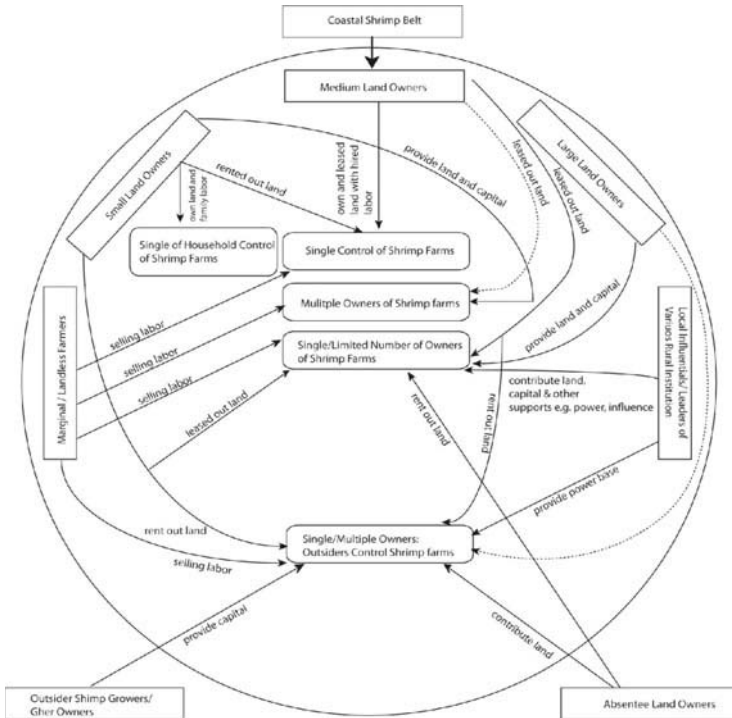 Coastal Shrimp Belt
Medium Land Owners
Small Land Owners
Large Land Owners
rented out land
own land and
family labor
own and leased
land with hired
labor
provide land and capital
leased out land
leased out land
Single of Household Control
of Shrimp Farms
Single Control of Shrimp Farms
Mulitple Owners of Shrimp farms
Single/Limited Number of Owners
of Shrimp Farms
provide land and capital
Marginal / Landless Farmers
selling labor
selling labor
selling labor
leased out land
Local Influentials/ Leaders of
Variuos Rural Institution
contribute land,
capital & other
supports e.g. power, influence
rent out land
rent out land
provide power base
rent out land
selling labor
Single/Multiple Owners:
Outsiders Control Shrimp farms
provide capital
contribute land
Outsider Shimp Growers/
Gher Owners
Absentee Land Owners